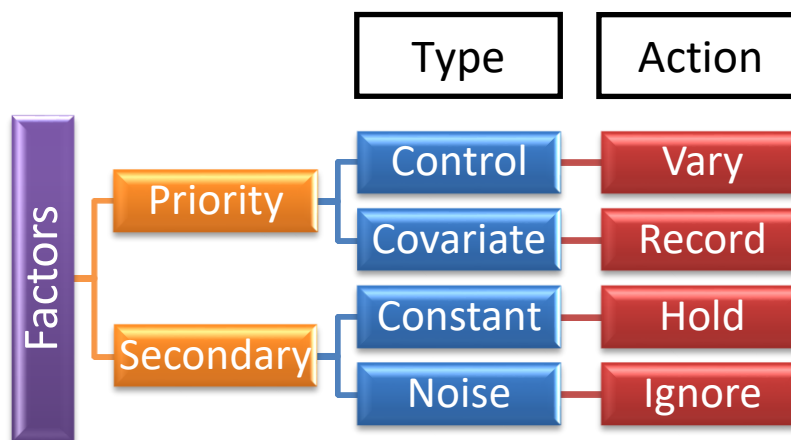 Type
Action
Factors
Priority
Control
Vary
Covariate
Record
Secondary
Constant
Hold
Noise
Ignore